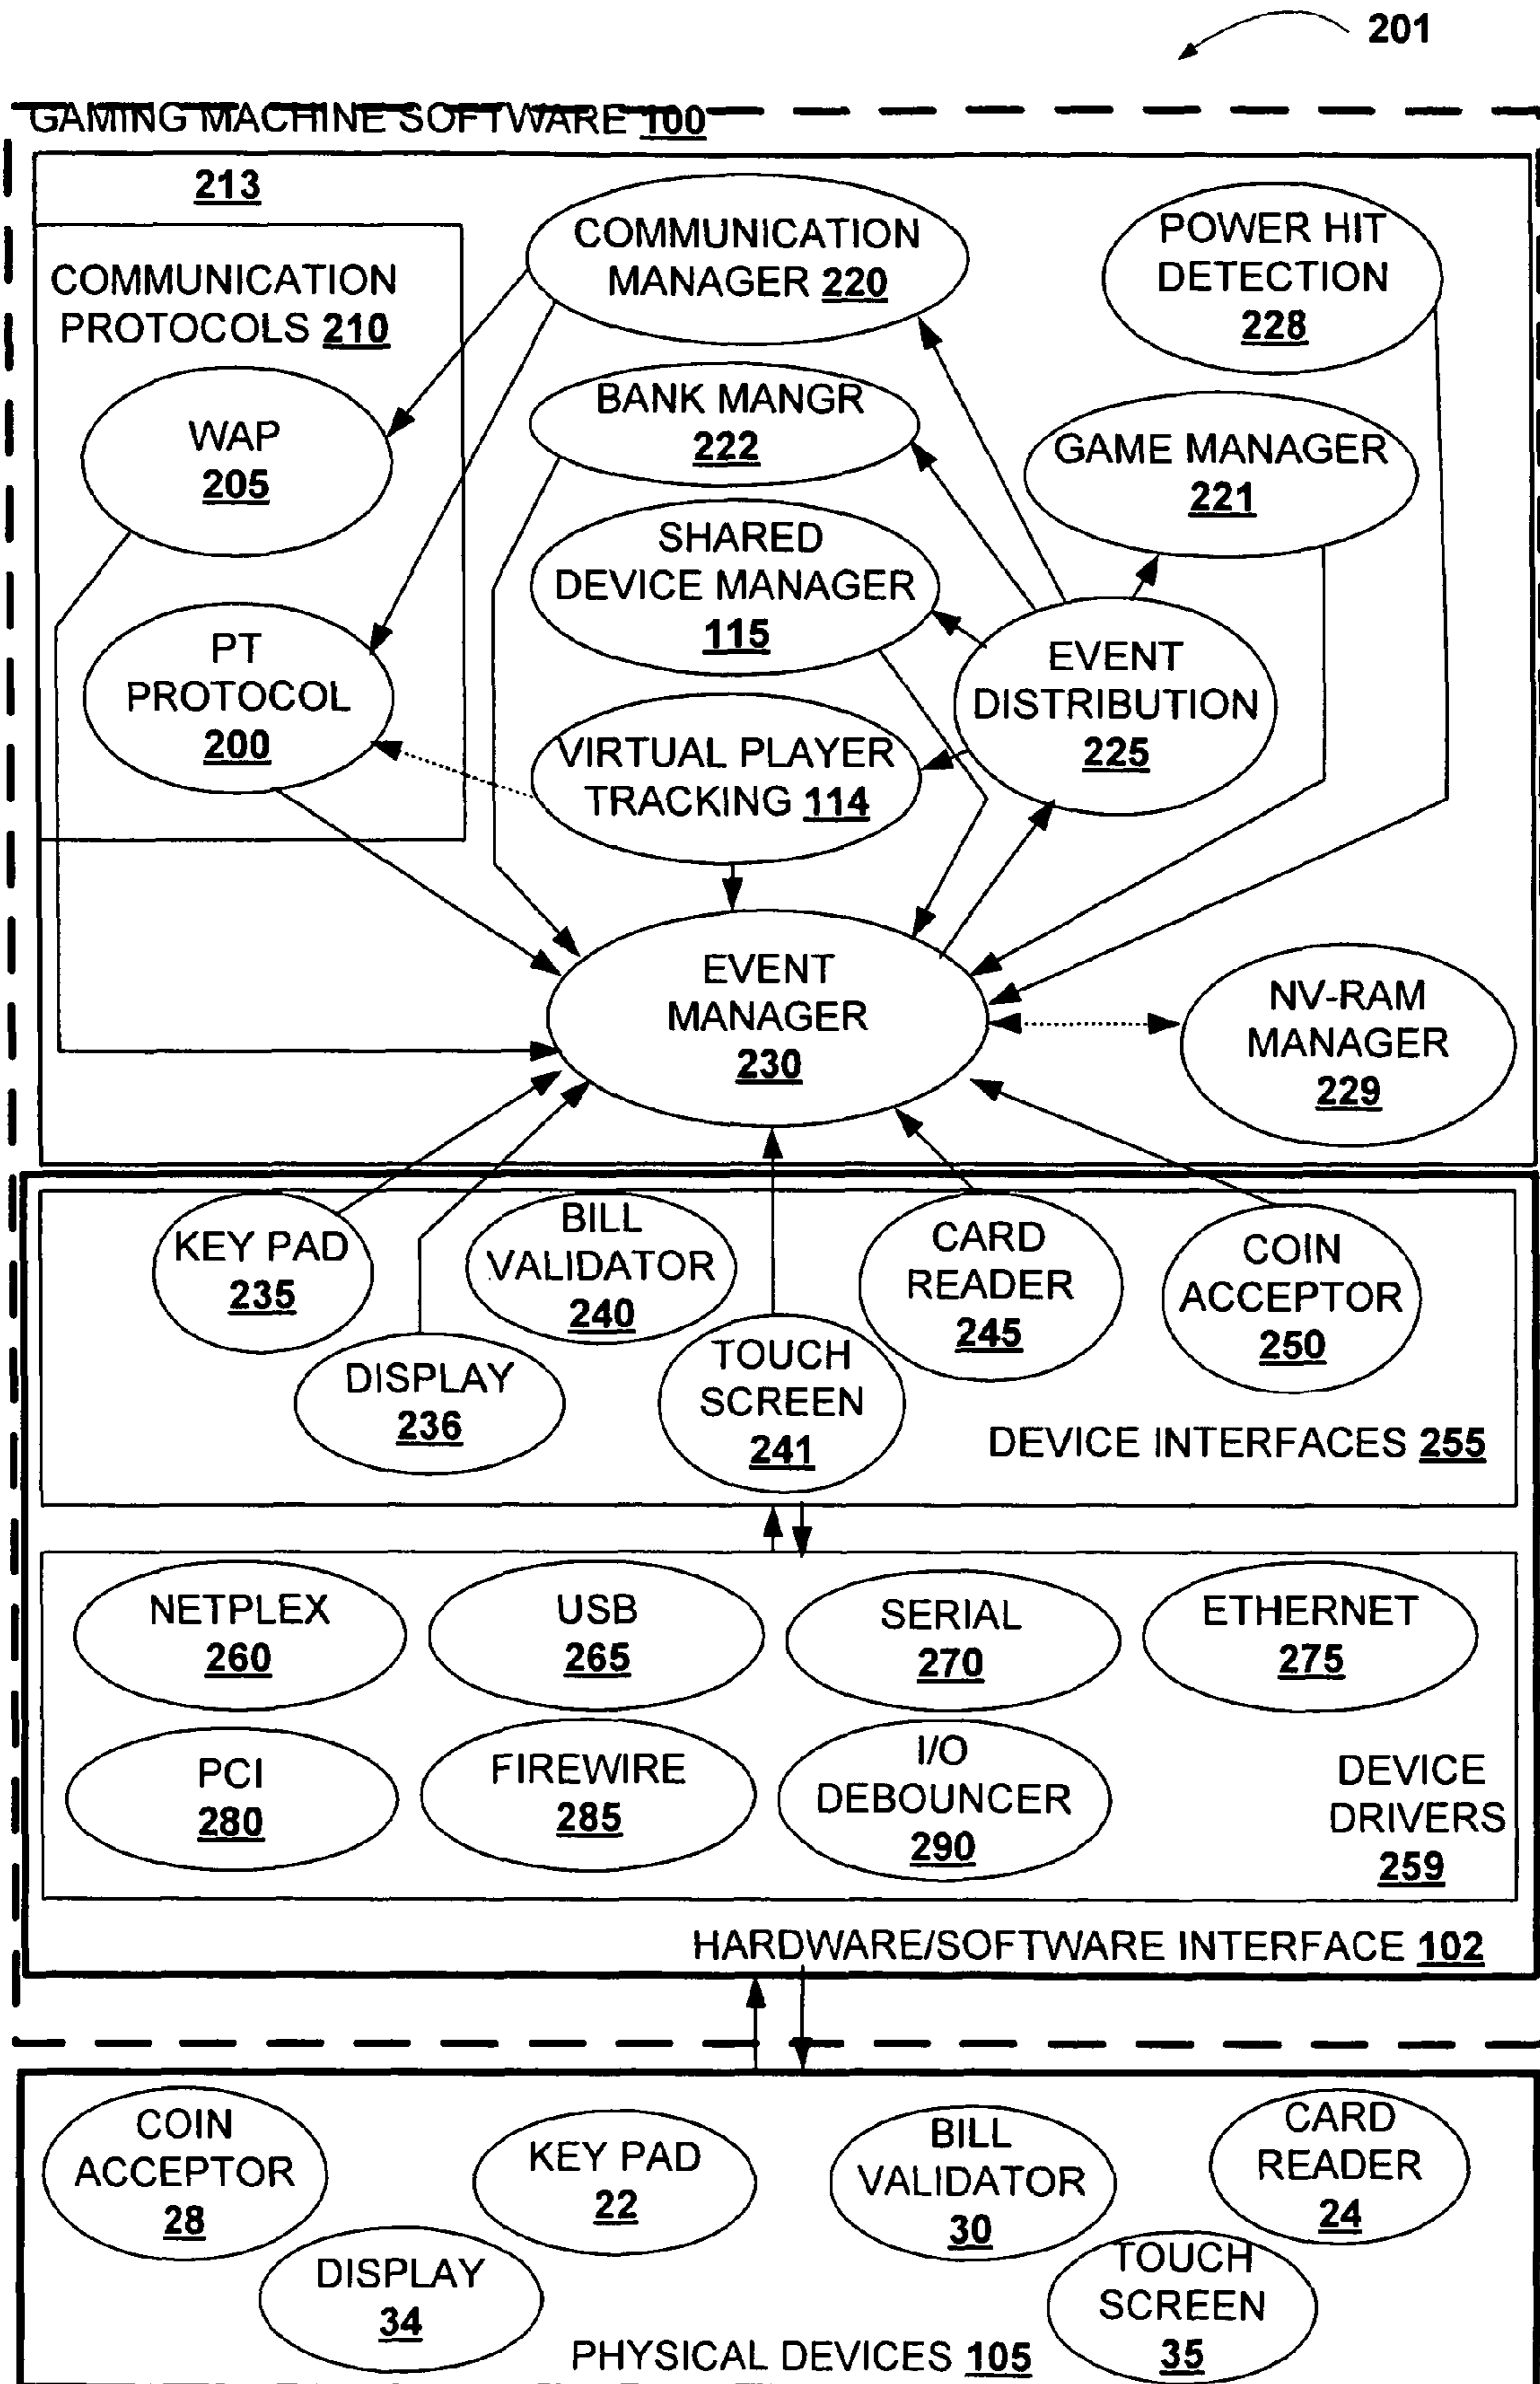 201
GAMING MACHINE SOFTWARE 100
213
COMMUNICATION
PROTOCOLS 210
WAP
205
PT
PROTOCOL
200
COMMUNICATION
MANAGER 220
BANK MANGR
222
SHARED
DEVICE MANAGER
115
VIRTUAL PLAYER
TRACKING 114
POWER HIT
DETECTION
228
GAME MANAGER
221
EVENT
DISTRIBUTION
225
EVENT
MANAGER
230
NV-RAM
MANAGER
229
KEY PAD
235
DISPLAY
236
BILL
VALIDATOR
240
TOUCH
SCREEN
241
CARD
READER
245
COIN
ACCEPTOR
250
DEVICE INTERFACES 255
NETPLEX
260
USB
265
SERIAL
270
ETHERNET
275
PCI
280
FIREWIRE
285
I/O
DEBOUNCER
290
DEVICE
DRIVERS
259
HARDWARE/SOFTWARE INTERFACE 102
COIN
ACCEPTOR
28
DISPLAY
34
KEY PAD
22
BILL
VALIDATOR
30
CARD
READER
24
TOUCH
SCREEN
35
PHYSICAL DEVICES 105